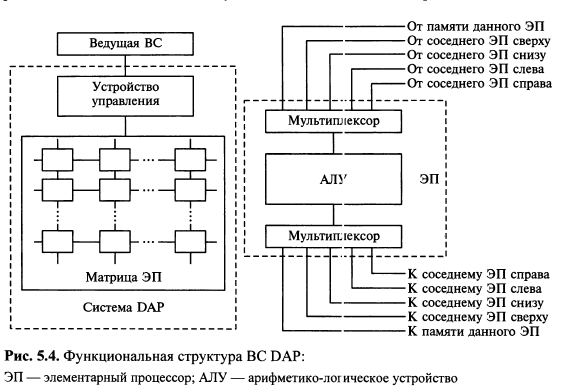 Ведущая ВС
Устройство
управления
Матрица ЭП
Система DAP
От памяти данного ЭП
От соседнего ЭП сверху
От соседнего ЭП снизу
От соседнего ЭП слева
От соседнего ЭП справа
Мультиплексор
АЛУ
ЭП
Мультиплексор
К соседнему ЭП справа
К соседнему ЭП слева
К соседнему ЭП снизу
К соседнему ЭП сверху
К памяти данного ЭП
Рис. 5.4. Функциональная структура ВС DAP:
ЭП — элементарный процессор; АЛУ — арифметико-логическое устройство